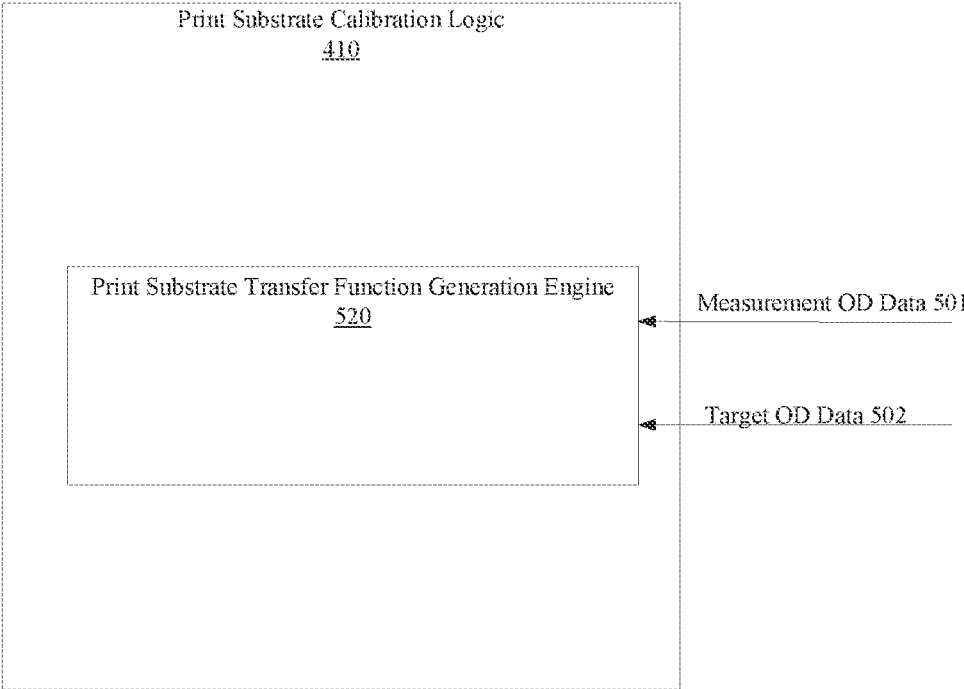 Print Substrate Calibration Logic
410
Print Substrate Transfer Function Generation Engine
520
Measurement OD Data 501
Target OD Data 502